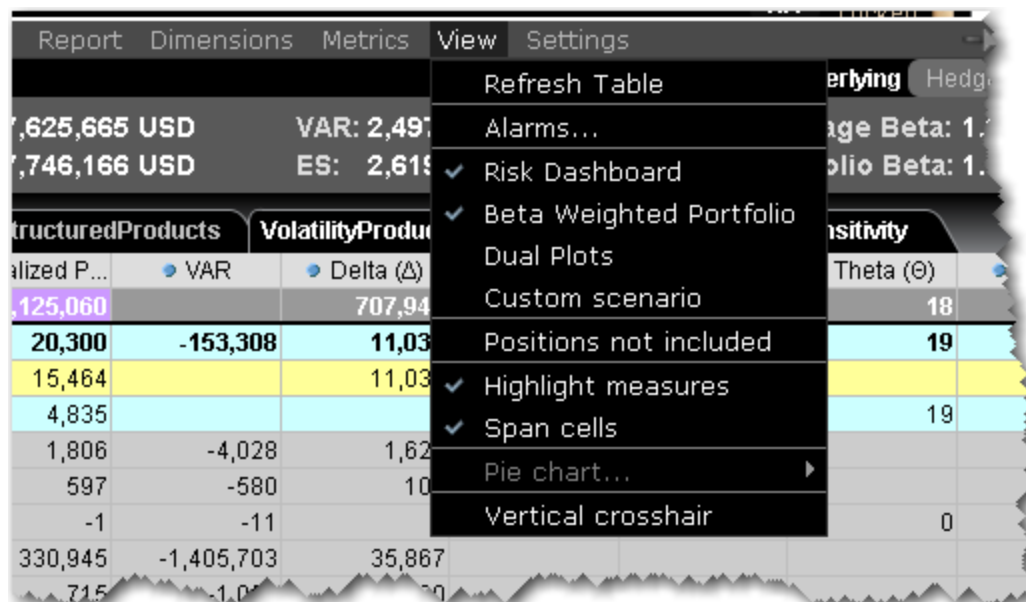 Report Dimensions Metrics View Settings
Refresh Table
erlying Hedg
,625,665 USD VAR: 2,497 Alarms... age Beta: 1.
,746,166 USD ES: 2,619 Risk Dashboard olio Beta: 1.
Beta Weighted Portfolio
tructuredProducts VolatilityProduc nsitivity
Dual Plots
alized P... VAR Delta (Δ) Theta (Θ)
Custom scenario
,125,060 707,94 18
20,300 -153,308 11,03 Positions not included 19
15,464 11,03 Highlight measures
4,835 Span cells 19
1,806 -4,028 1,62
Pie chart...
597 -580 10
-1 -11 Vertical crosshair 0
330,945 -1,405,703 35,867
715